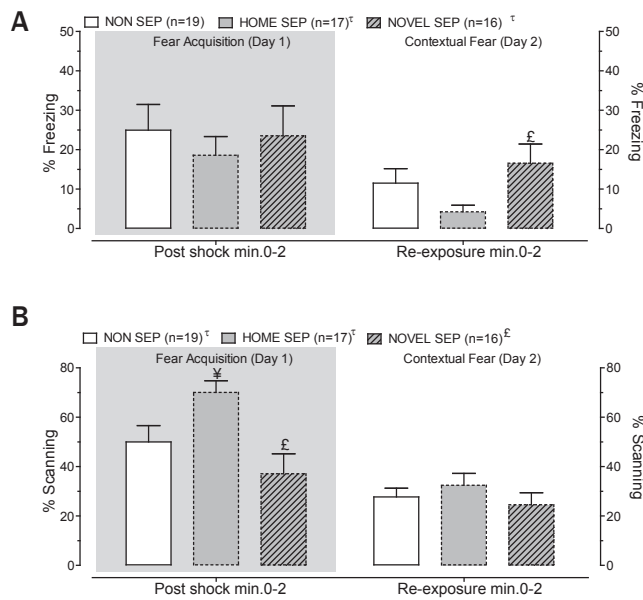 A
NON SEP (n=19) HOME SEP (n=17)τ NOVEL SEP (n=16) τ
Fear Acquisition (Day 1) Contextual Fear (Day 2)
50 50
40 40
30 30
20 20
10 10
0 0
% Freezing
% Freezing
£
Post shock min.0-2 Re-exposure min.0-2
B
NON SEP (n=19)τ HOME SEP (n=17)τ NOVEL SEP (n=16)£
Fear Acquisition (Day 1) Contextual Fear (Day 2)
80 80
60 60
40 40
20 20
0 0
% Scanning
% Scanning
¥
£
Post shock min.0-2 Re-exposure min.0-2